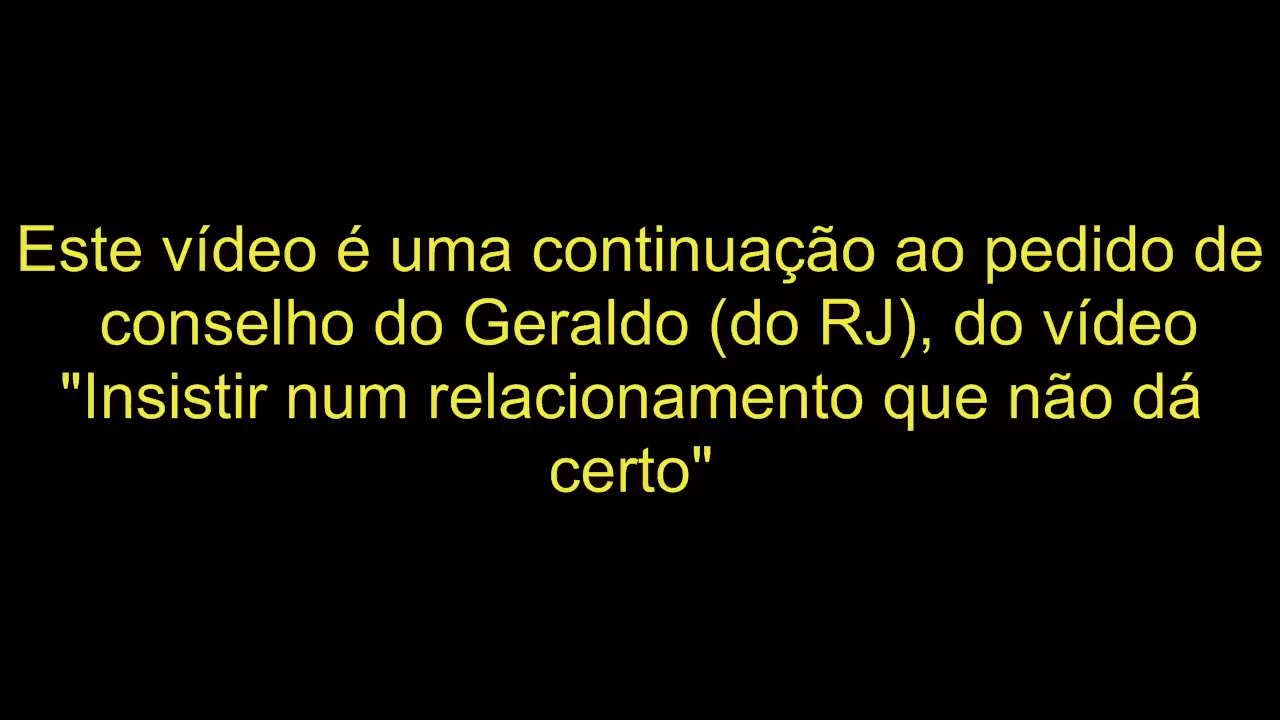 Este vídeo é uma continuação ao pedido de
conselho do Geraldo (do RJ), do vídeo
"Insistir num relacionamento que não dá
certo"